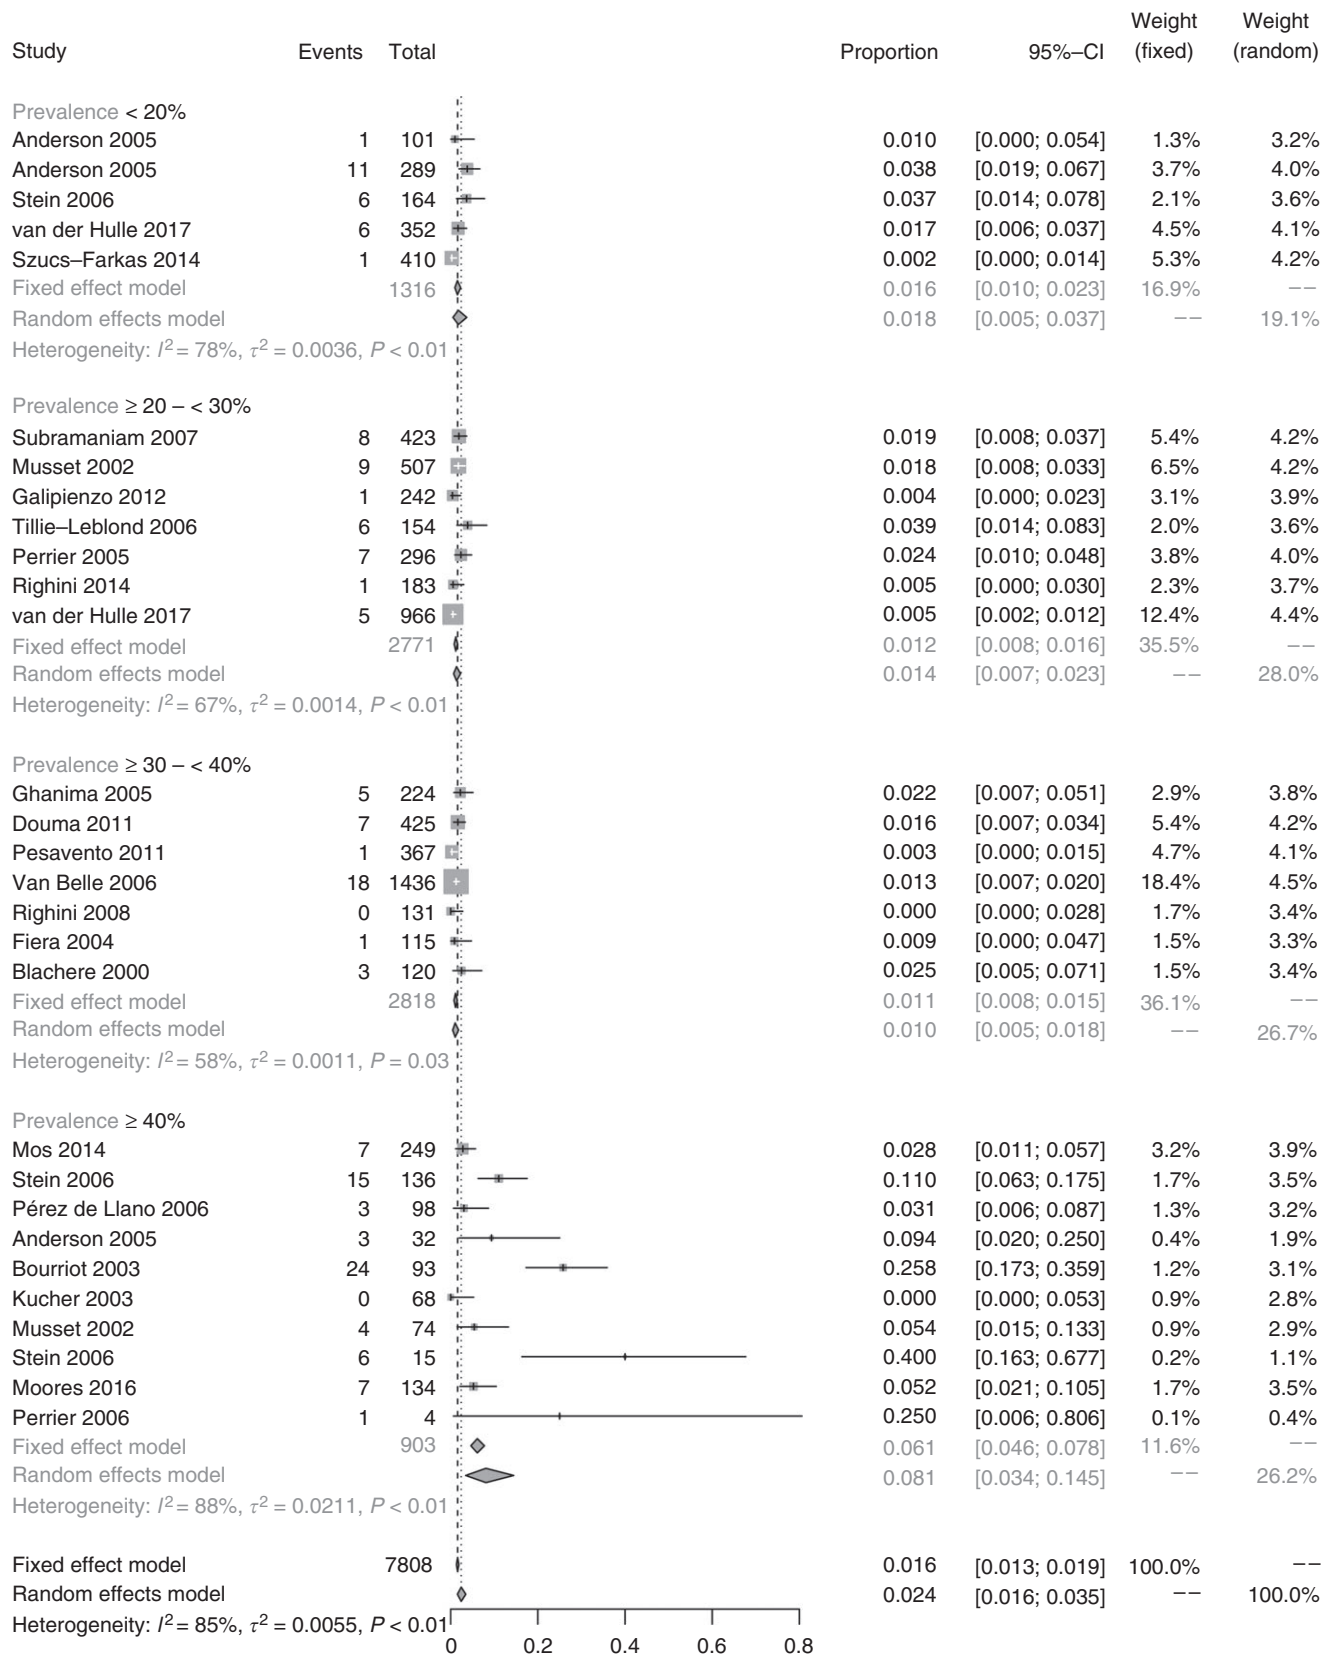 Weight Weight
Study Events Total Proportion 95%–CI (fixed) (random)
Prevalence < 20%
Anderson 2005 1 101 0.010 [0.000; 0.054] 1.3% 3.2%
Anderson 2005 11 289 0.038 [0.019; 0.067] 3.7% 4.0%
Stein 2006 6 164 0.037 [0.014; 0.078] 2.1% 3.6%
van der Hulle 2017 6 352 0.017 [0.006; 0.037] 4.5% 4.1%
Szucs–Farkas 2014 1 410 0.002 [0.000; 0.014] 5.3% 4.2%
Fixed effect model 1316 0.016 [0.010; 0.023] 16.9% −−
Random effects model 0.018 [0.005; 0.037] −− 19.1%
Heterogeneity: I² = 78%, τ² = 0.0036, P < 0.01
Prevalence ≥ 20 – < 30%
Subramaniam 2007 8 423 0.019 [0.008; 0.037] 5.4% 4.2%
Musset 2002 9 507 0.018 [0.008; 0.033] 6.5% 4.2%
Galipienzo 2012 1 242 0.004 [0.000; 0.023] 3.1% 3.9%
Tillie–Leblond 2006 6 154 0.039 [0.014; 0.083] 2.0% 3.6%
Perrier 2005 7 296 0.024 [0.010; 0.048] 3.8% 4.0%
Righini 2014 1 183 0.005 [0.000; 0.030] 2.3% 3.7%
van der Hulle 2017 5 966 0.005 [0.002; 0.012] 12.4% 4.4%
Fixed effect model 2771 0.012 [0.008; 0.016] 35.5% −−
Random effects model 0.014 [0.007; 0.023] −− 28.0%
Heterogeneity: I² = 67%, τ² = 0.0014, P < 0.01
Prevalence ≥ 30 – < 40%
Ghanima 2005 5 224 0.022 [0.007; 0.051] 2.9% 3.8%
Douma 2011 7 425 0.016 [0.007; 0.034] 5.4% 4.2%
Pesavento 2011 1 367 0.003 [0.000; 0.015] 4.7% 4.1%
Van Belle 2006 18 1436 0.013 [0.007; 0.020] 18.4% 4.5%
Righini 2008 0 131 0.000 [0.000; 0.028] 1.7% 3.4%
Fiera 2004 1 115 0.009 [0.000; 0.047] 1.5% 3.3%
Blachere 2000 3 120 0.025 [0.005; 0.071] 1.5% 3.4%
Fixed effect model 2818 0.011 [0.008; 0.015] 36.1% −−
Random effects model 0.010 [0.005; 0.018] −− 26.7%
Heterogeneity: I² = 58%, τ² = 0.0011, P = 0.03
Prevalence ≥ 40%
Mos 2014 7 249 0.028 [0.011; 0.057] 3.2% 3.9%
Stein 2006 15 136 0.110 [0.063; 0.175] 1.7% 3.5%
Pérez de Llano 2006 3 98 0.031 [0.006; 0.087] 1.3% 3.2%
Anderson 2005 3 32 0.094 [0.020; 0.250] 0.4% 1.9%
Bourriot 2003 24 93 0.258 [0.173; 0.359] 1.2% 3.1%
Kucher 2003 0 68 0.000 [0.000; 0.053] 0.9% 2.8%
Musset 2002 4 74 0.054 [0.015; 0.133] 0.9% 2.9%
Stein 2006 6 15 0.400 [0.163; 0.677] 0.2% 1.1%
Moores 2016 7 134 0.052 [0.021; 0.105] 1.7% 3.5%
Perrier 2006 1 4 0.250 [0.006; 0.806] 0.1% 0.4%
Fixed effect model 903 0.061 [0.046; 0.078] 11.6% −−
Random effects model 0.081 [0.034; 0.145] −− 26.2%
Heterogeneity: I² = 88%, τ² = 0.0211, P < 0.01
Fixed effect model 7808 0.016 [0.013; 0.019] 100.0% −−
Random effects model 0.024 [0.016; 0.035] −− 100.0%
Heterogeneity: I² = 85%, τ² = 0.0055, P < 0.01
0 0.2 0.4 0.6 0.8